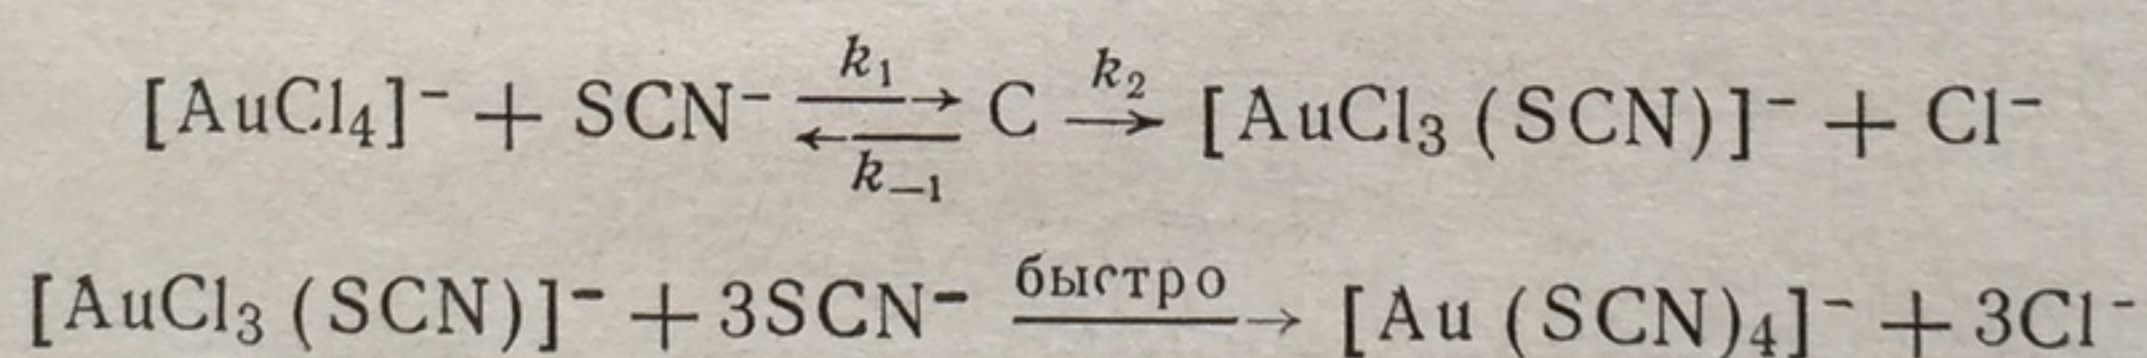 [AuCl₄]⁻ + SCN⁻ ⇄ C → [AuCl₃ (SCN)]⁻ + Cl⁻
k₁ k₂
k₋₁
[AuCl₃ (SCN)]⁻ + 3SCN⁻ → [Au (SCN)₄]⁻ + 3Cl⁻
быстро